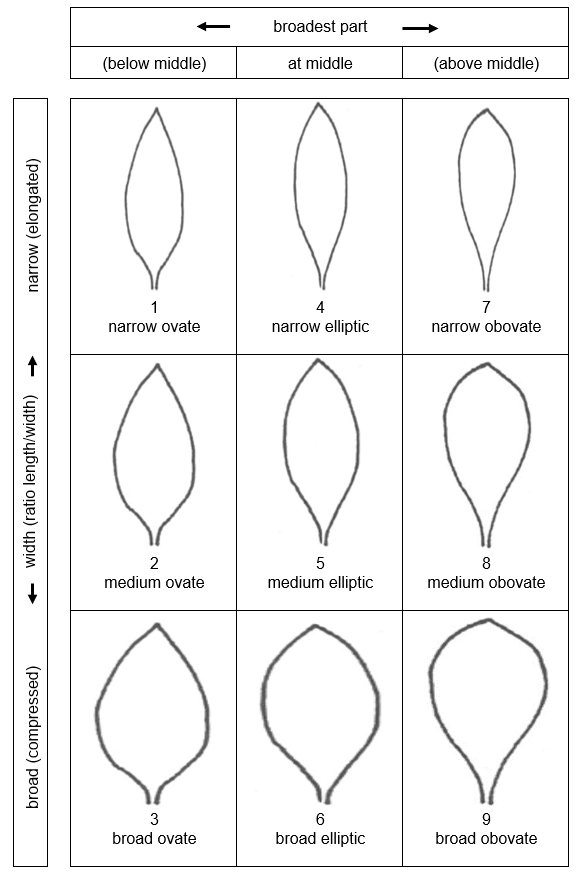 broadest part
(below middle)
at middle
(above middle)
narrow (elongated)
width (ratio length/width)
broad (compressed)
1
narrow ovate
4
narrow elliptic
7
narrow obovate
2
medium ovate
5
medium elliptic
8
medium obovate
3
broad ovate
6
broad elliptic
9
broad obovate